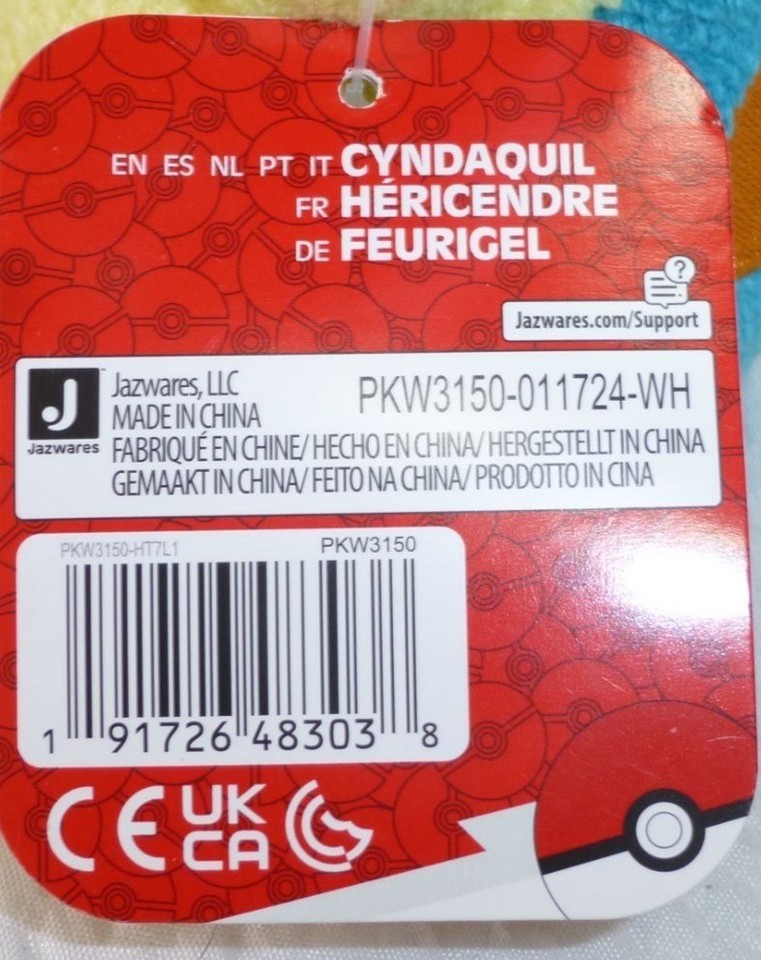 EN ES NL PT IT CYNDAQUIL
FR HÉRICENDRE
DE FEURIGEL
?
Jazwares.com/Support
J
Jazwares
Jazwares, LLC
PKW3150-011724-WH
MADE IN CHINA
FABRIQUÉ EN CHINE/ HECHO EN CHINA/ HERGESTELLT IN CHINA
GEMAAKT IN CHINA/ FEITO NA CHINA/ PRODOTTO IN CINA
PKW3150-HT7L1 PKW3150
1 91726 48303 8
CE UK
CA